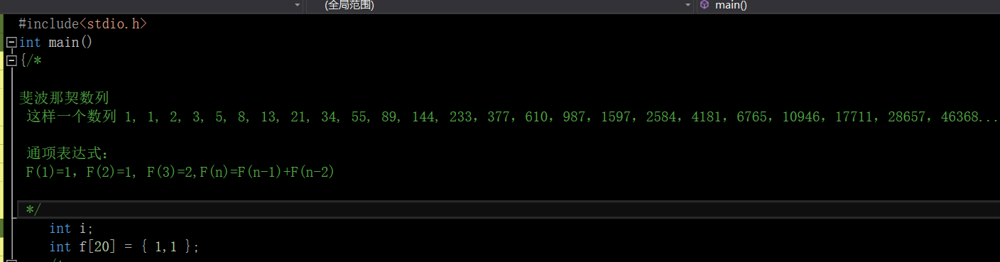 (全局范围) main()
#include<stdio.h>
int main()
{/*
斐波那契数列
这样一个数列 1, 1, 2, 3, 5, 8, 13, 21, 34, 55, 89, 144, 233，377，610，987，1597，2584，4181，6765，10946，17711，28657，46368...
通项表达式：
F(1)=1，F(2)=1, F(3)=2,F(n)=F(n-1)+F(n-2)
*/
int i;
int f[20] = { 1,1 };